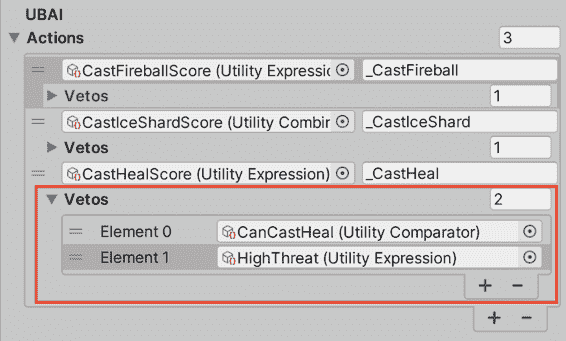 UBAI
Actions 3
CastFireballScore (Utility Expressio _CastFireball
Vetos 1
CastIceShardScore (Utility Combin _CastIceShard
Vetos 1
CastHealScore (Utility Expression) _CastHeal
Vetos 2
Element 0 CanCastHeal (Utility Comparator)
Element 1 HighThreat (Utility Expression)